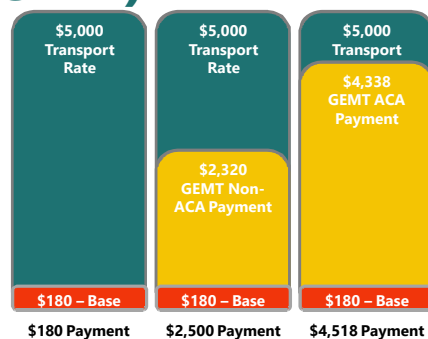 $5,000
Transport
Rate
$180 – Base
$180 Payment
$5,000
Transport
Rate
$2,320
GEMT Non-
ACA Payment
$180 – Base
$2,500 Payment
$5,000
Transport
$4,338
GEMT ACA
Payment
$180 – Base
$4,518 Payment